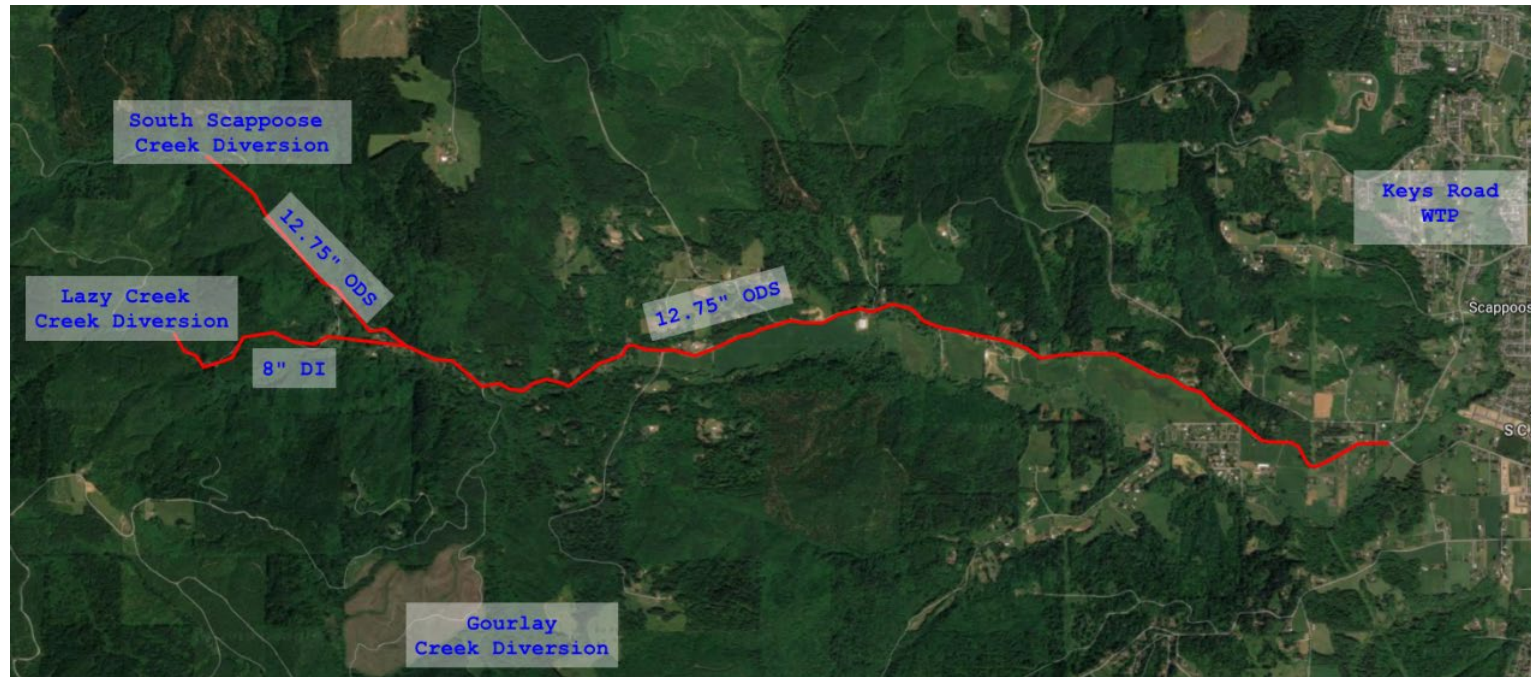 South Scappoose
Creek Diversion
12.75" ODS
Keys Road
WTP
Lazy Creek
Creek Diversion
8" DI
12.75" ODS
Scappoos
S C
Gourlay
Creek Diversion